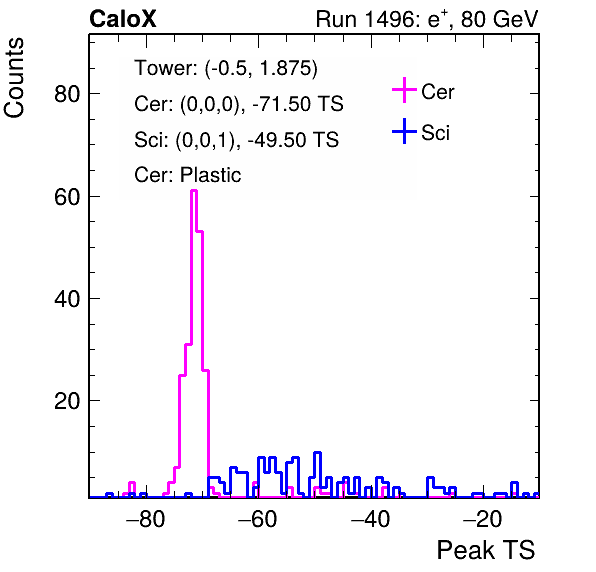 CaloX Run 1496: e⁺, 80 GeV
Counts
Tower: (-0.5, 1.875)
Cer: (0,0,0), -71.50 TS
Sci: (0,0,1), -49.50 TS
Cer: Plastic
Cer
Sci
80
60
40
20
−80 −60 −40 −20
Peak TS